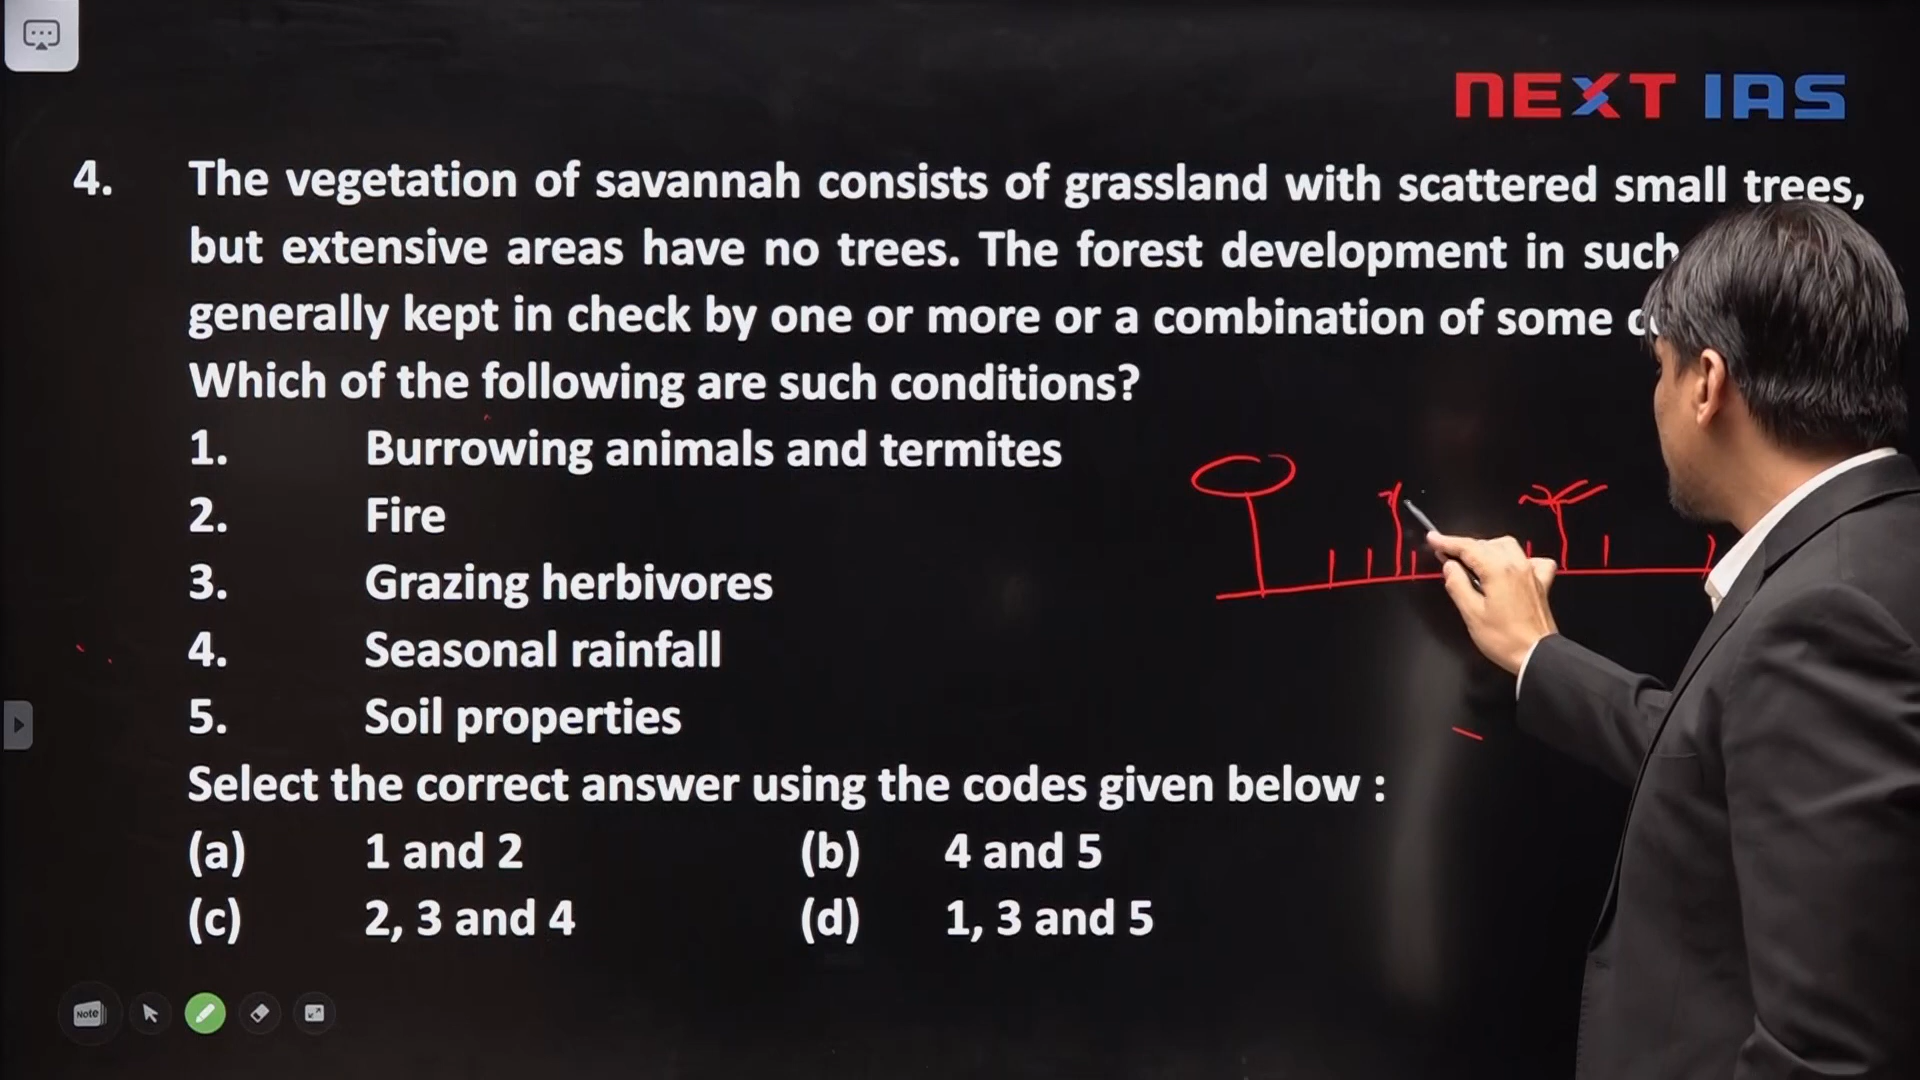 NEXT IAS
4. The vegetation of savannah consists of grassland with scattered small trees,
but extensive areas have no trees. The forest development in such
generally kept in check by one or more or a combination of some
Which of the following are such conditions?
1. Burrowing animals and termites
2. Fire
3. Grazing herbivores
4. Seasonal rainfall
5. Soil properties
Select the correct answer using the codes given below :
(a) 1 and 2 (b) 4 and 5
(c) 2, 3 and 4 (d) 1, 3 and 5
Note